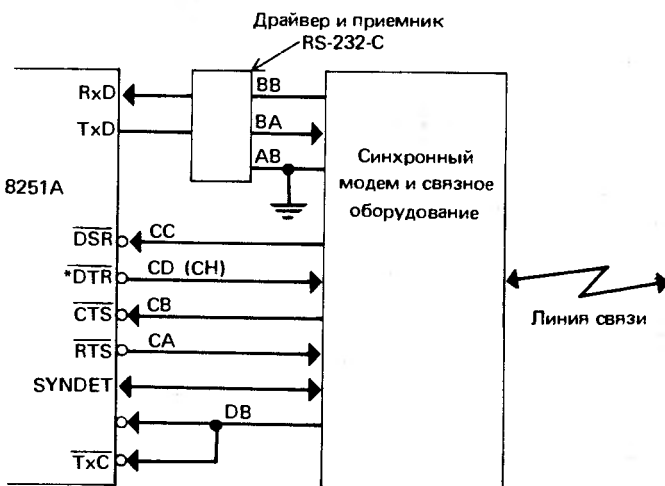 Драйвер и приемник
RS-232-C
RxD
BB
TxD
BA
AB
Синхронный
модем и связное
оборудование
8251A
DSR
CC
*DTR
CD (CH)
CTS
CB
Линия связи
RTS
CA
SYNDET
DB
TxC